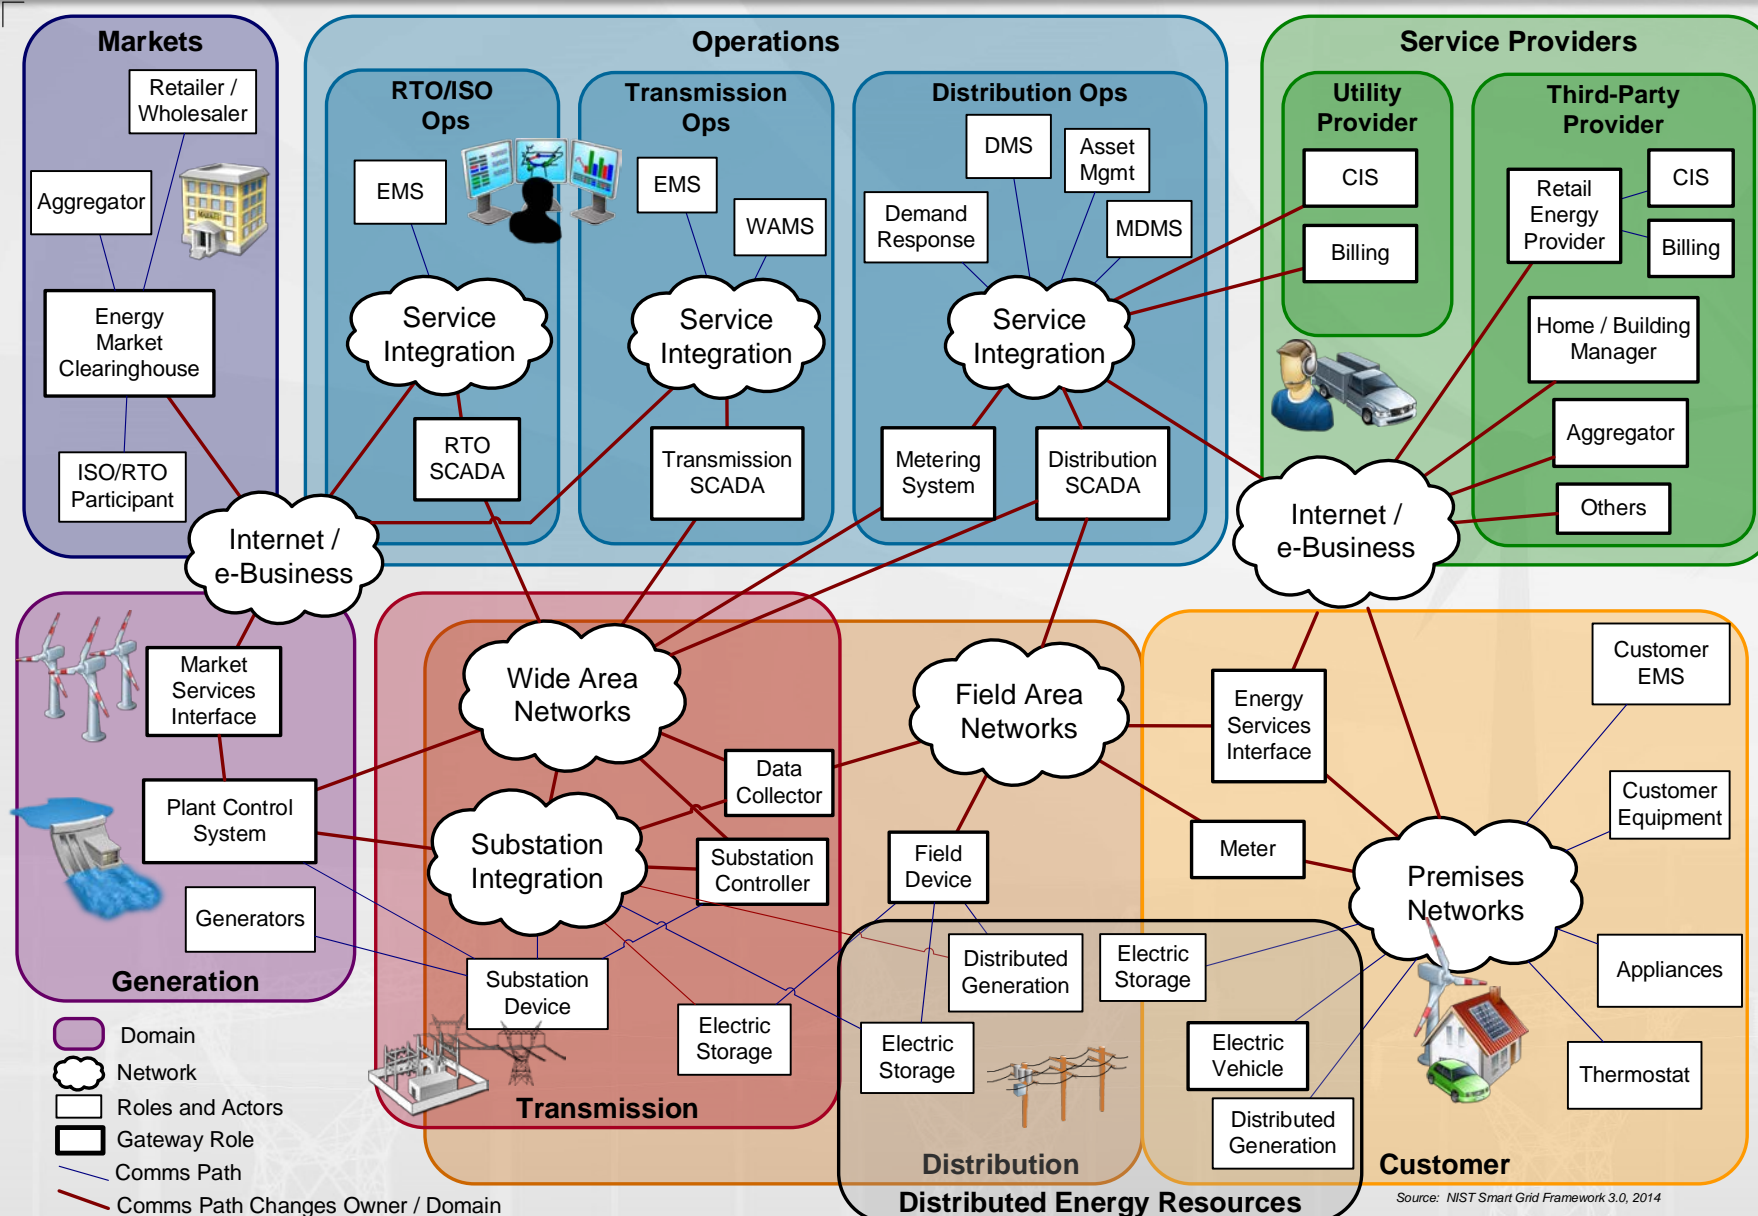 Markets
Retailer /
Wholesaler
Aggregator
MARKET
Energy
Market
Clearinghouse
ISO/RTO
Participant
Operations
RTO/ISO
Ops
EMS
Service
Integration
RTO
SCADA
Transmission
Ops
EMS
WAMS
Service
Integration
Transmission
SCADA
Distribution Ops
DMS
Asset
Mgmt
Demand
Response
MDMS
Service
Integration
Metering
System
Distribution
SCADA
Service Providers
Utility
Provider
CIS
Billing
Third-Party
Provider
Retail
Energy
Provider
CIS
Billing
Home / Building
Manager
Aggregator
Others
Internet /
e-Business
Internet /
e-Business
Market
Services
Interface
Plant Control
System
Generators
Generation
Wide Area
Networks
Substation
Integration
Data
Collector
Substation
Controller
Substation
Device
Electric
Storage
Transmission
Field Area
Networks
Field
Device
Distributed
Generation
Electric
Storage
Distribution
Energy
Services
Interface
Meter
Premises
Networks
Customer
EMS
Customer
Equipment
Appliances
Thermostat
Electric
Storage
Electric
Vehicle
Distributed
Generation
Customer
Distributed Energy Resources
Domain
Network
Roles and Actors
Gateway Role
Comms Path
Comms Path Changes Owner / Domain
Source: NIST Smart Grid Framework 3.0, 2014